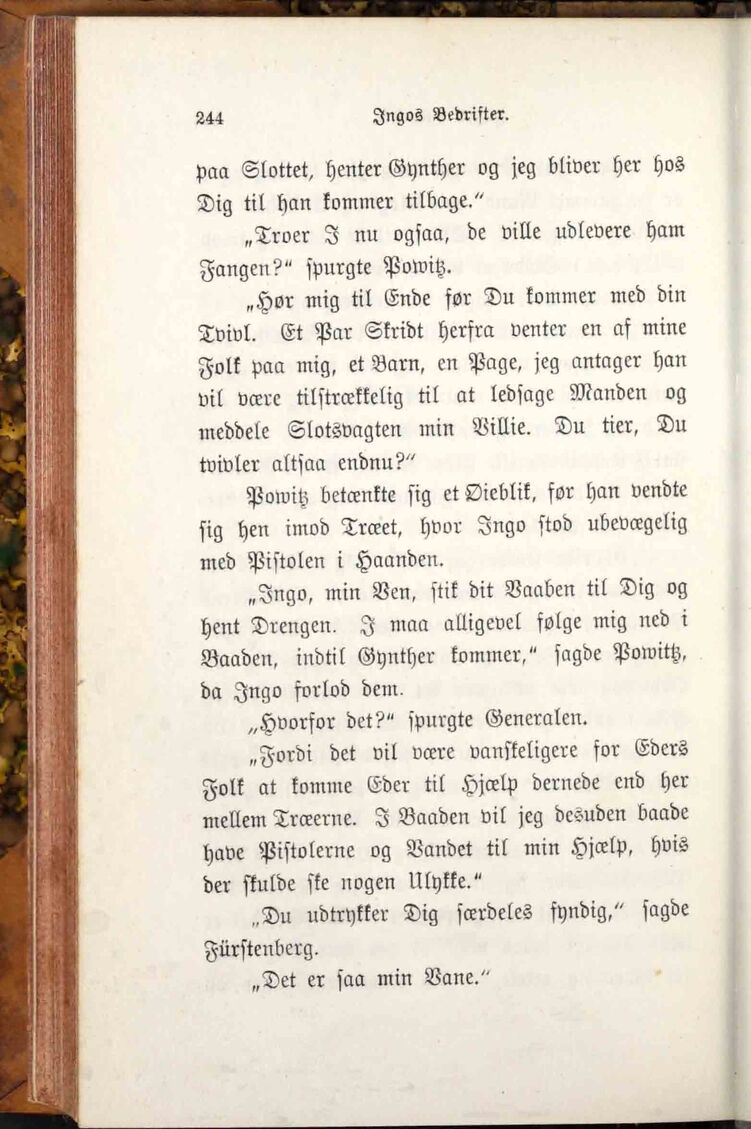 244 Ingos Bedrifter.
paa Slottet, henter Gynther og jeg bliver her hos
Dig til han kommer tilbage."
„Troer I nu ogsaa, de ville udlevere ham
Fangen?" spurgte Powitz.
„Hør mig til Ende før Du kommer med din
Tvivl. Et Par Skridt herfra venter en af mine
Folk paa mig, et Barn, en Page, jeg antager han
vil være tilstrækkelig til at ledsage Manden og
meddele Slotsvagten min Villie. Du tier, Du
tvivler altsaa endnu?"
Powitz betænkte sig et Øieblik, før han vendte
sig hen imod Træet, hvor Ingo stod ubevægelig
med Pistolen i Haanden.
„Ingo, min Ven, stik dit Vaaben til Dig og
hent Drengen. I maa alligevel følge mig ned i
Baaden, indtil Gynther kommer," sagde Powitz,
da Ingo forlod dem.
„Hvorfor det?" spurgte Generalen.
„Fordi det vil være vanskeligere for Eders
Folk at komme Eder til Hjælp dernede end her
mellem Træerne. I Baaden vil jeg desuden baade
have Pistolerne og Vandet til min Hjælp, hvis
der skulde ske nogen Ulykke."
„Du udtrykker Dig særdeles fyndig," sagde
Fürstenberg.
„Det er saa min Vane."